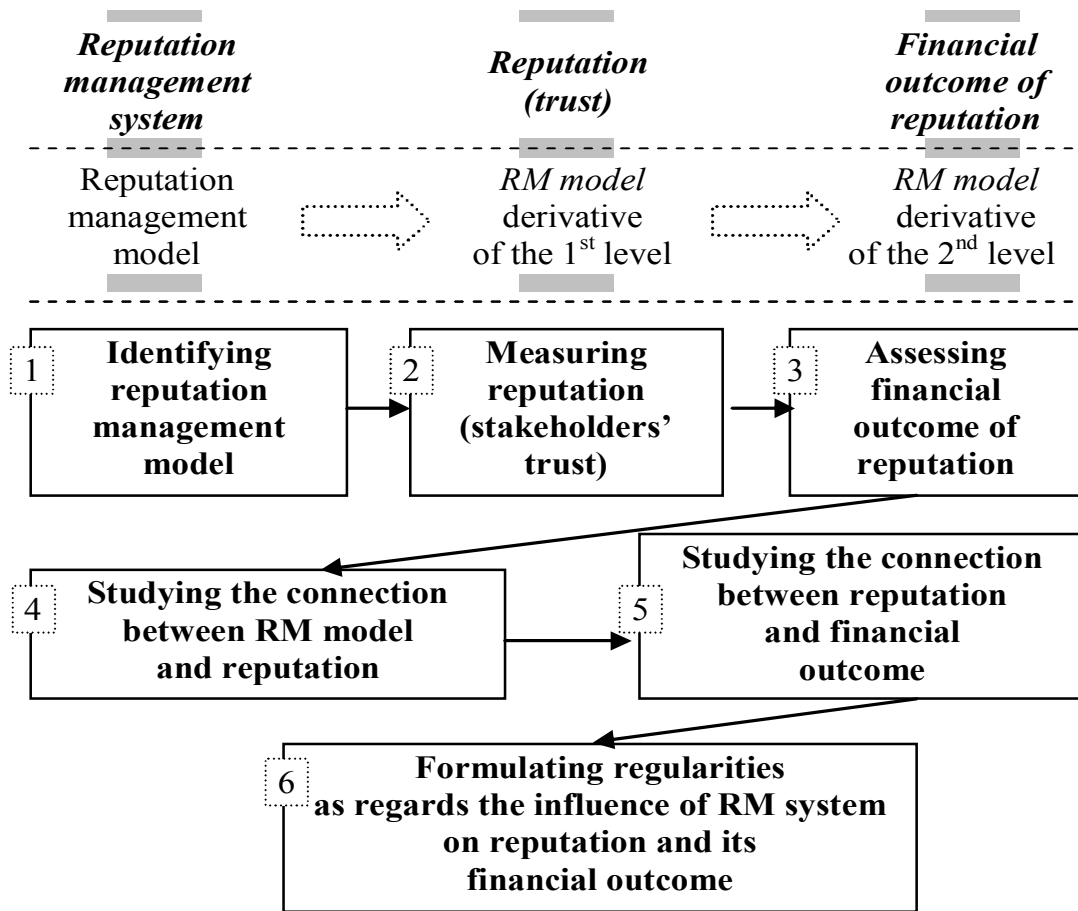 Reputation
management
system
Reputation
(trust)
Financial
outcome of
reputation
Reputation
management
model
RM model
derivative
of the 1st level
RM model
derivative
of the 2nd level
1
Identifying
reputation
management
model
2
Measuring
reputation
(stakeholders’
trust)
3
Assessing
financial
outcome of
reputation
4
Studying the connection
between RM model
and reputation
5
Studying the connection
between reputation
and financial
outcome
6
Formulating regularities
as regards the influence of RM system
on reputation and its
financial outcome